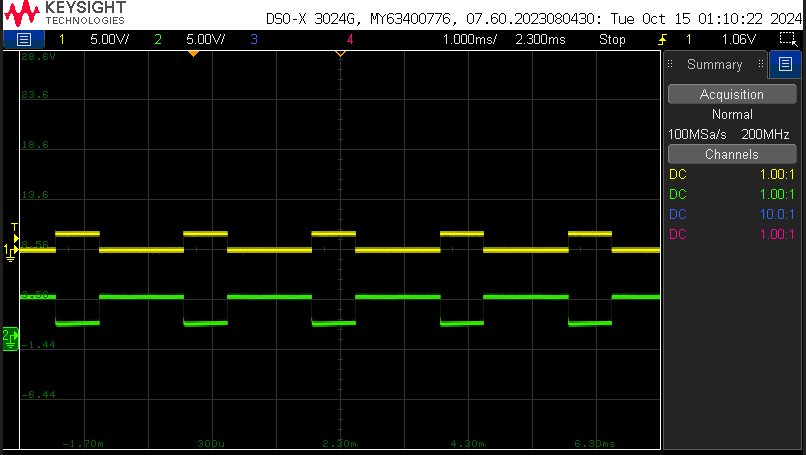 KEYSIGHT
TECHNOLOGIES
DSO-X 3024G, MY63400776, 07.60.2023080430: Tue Oct 15 01:10:22 2024
1 5.00V/ 2 5.00V/ 3 4 1.000ms/ 2.300ms Stop 1 1.06V
28.6V
23.6
18.6
13.6
T
1
8.56
3.56
2
-1.44
-6.44
-1.70m 300u 2.30m 4.30m 6.30ms
Summary
Acquisition
Normal
100MSa/s 200MHz
Channels
DC 1.00:1
DC 1.00:1
DC 10.0:1
DC 1.00:1